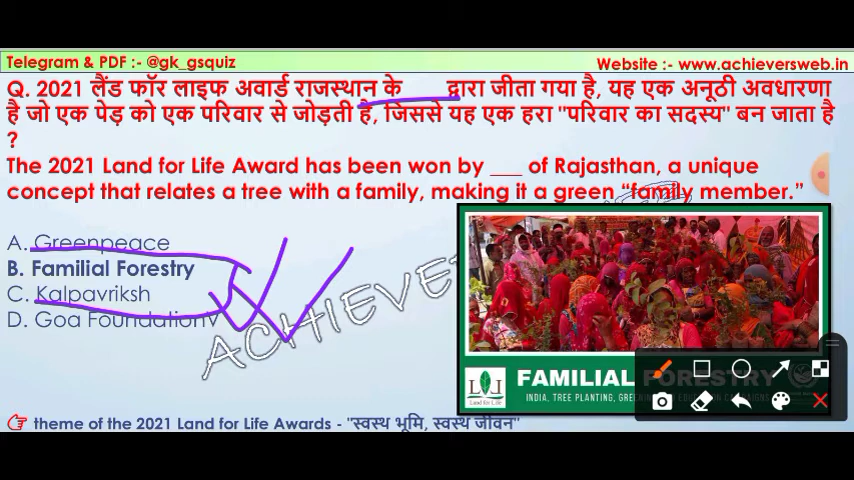 Telegram & PDF :- @gk_gsquiz
Website :- www.achieversweb.in
Q. 2021 लैंड फॉर लाइफ अवार्ड राजस्थान के ___ द्वारा जीता गया है, यह एक अनूठी अवधारणा
है जो एक पेड़ को एक परिवार से जोड़ती है, जिससे यह एक हरा "परिवार का सदस्य" बन जाता है
?
The 2021 Land for Life Award has been won by ___ of Rajasthan, a unique
concept that relates a tree with a family, making it a green “family member.”
A. Greenpeace
B. Familial Forestry
C. Kalpavriksh
D. Goa Foundation
ACHIEVE
LJL
Land for Life
FAMILIAL FORESTRY
INDIA, TREE PLANTING,
theme of the 2021 Land for Life Awards - "स्वस्थ भूमि, स्वस्थ जीवन"